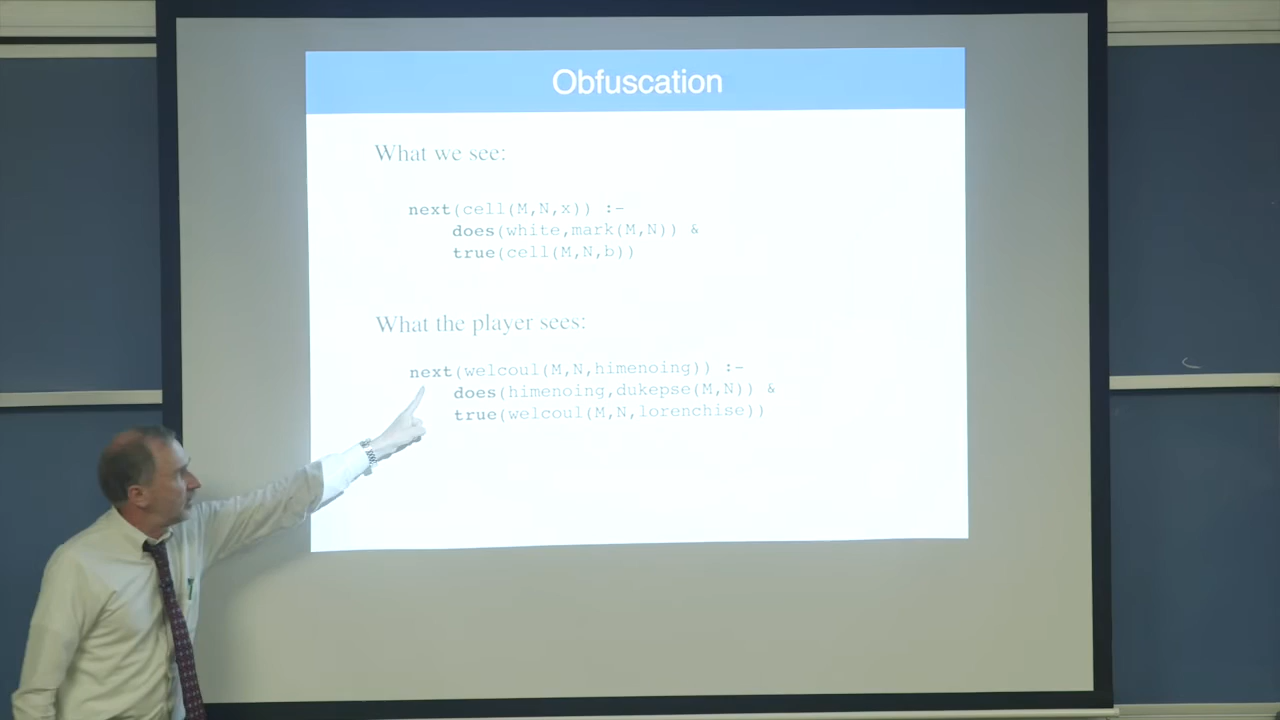 Obfuscation
What we see:
next(cell(M,N,x)) :-
does(white,mark(M,N)) &
true(cell(M,N,b))
What the player sees:
next(welcoul(M,N,himenoing)) :-
does(himenoing,dukepse(M,N)) &
true(welcoul(M,N,lorenchise))